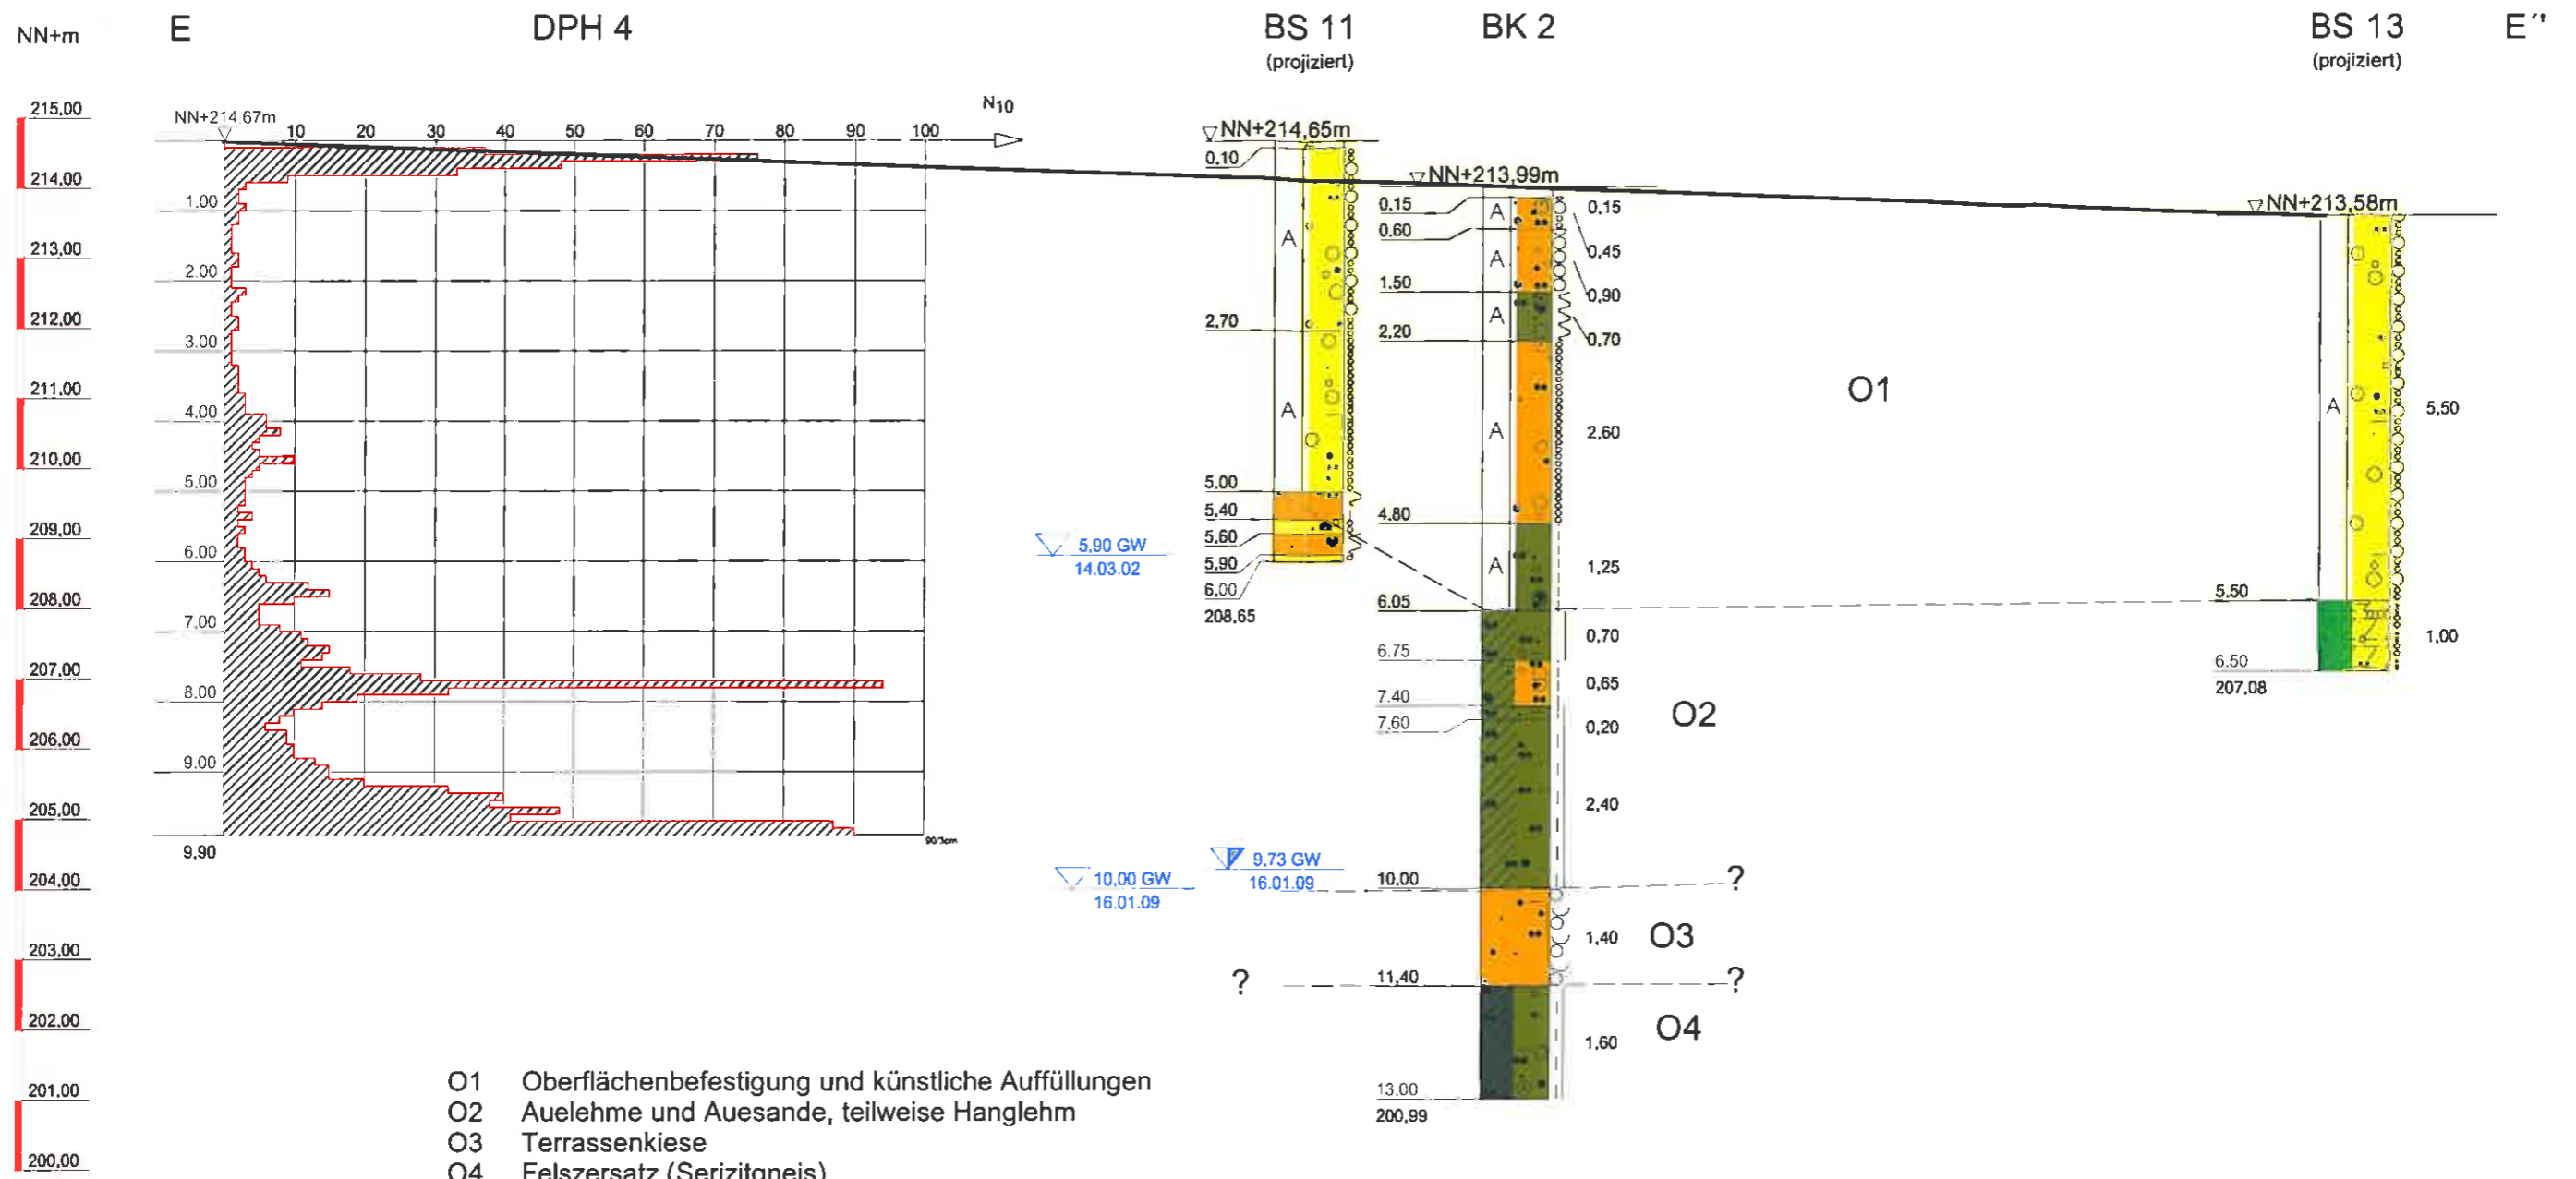 NN+m
E
DPH 4
BS 11
(projiziert)
BK 2
BS 13
(projiziert)
E''
215,00
214,00
213,00
212,00
211,00
210,00
209,00
208,00
207,00
206,00
205,00
204,00
203,00
202,00
201,00
200,00
NN+214.67m
N10
10 20 30 40 50 60 70 80 90 100
1.00
2.00
3.00
4.00
5.00
6.00
7.00
8.00
9.00
9.90
90/3cm
NN+214,65m
0.10
A
2,70
A
5.00
5,40
5,60
5,90
6,00
208,65
5,90 GW
14.03.02
9,73 GW
16.01.09
10,00 GW
16.01.09
NN+213,99m
0.15 A 0,15
0.60 A 0,45
1.50 A 0,90
2,20 0,70
A 2,60
4.80
A 1,25
6,05
0,70
6.75
0,65
7.40
7.60 0,20
2,40
10,00 ?
1,40
? 11,40 ?
1,60
13.00
200,99
O1
O2
O3
O4
NN+213,58m
A 5,50
5.50
1,00
6.50
207,08
O1 Oberflächenbefestigung und künstliche Auffüllungen
O2 Auelehme und Auesande, teilweise Hanglehm
O3 Terrassenkiese
O4 Felszersatz (Serizitgneis)